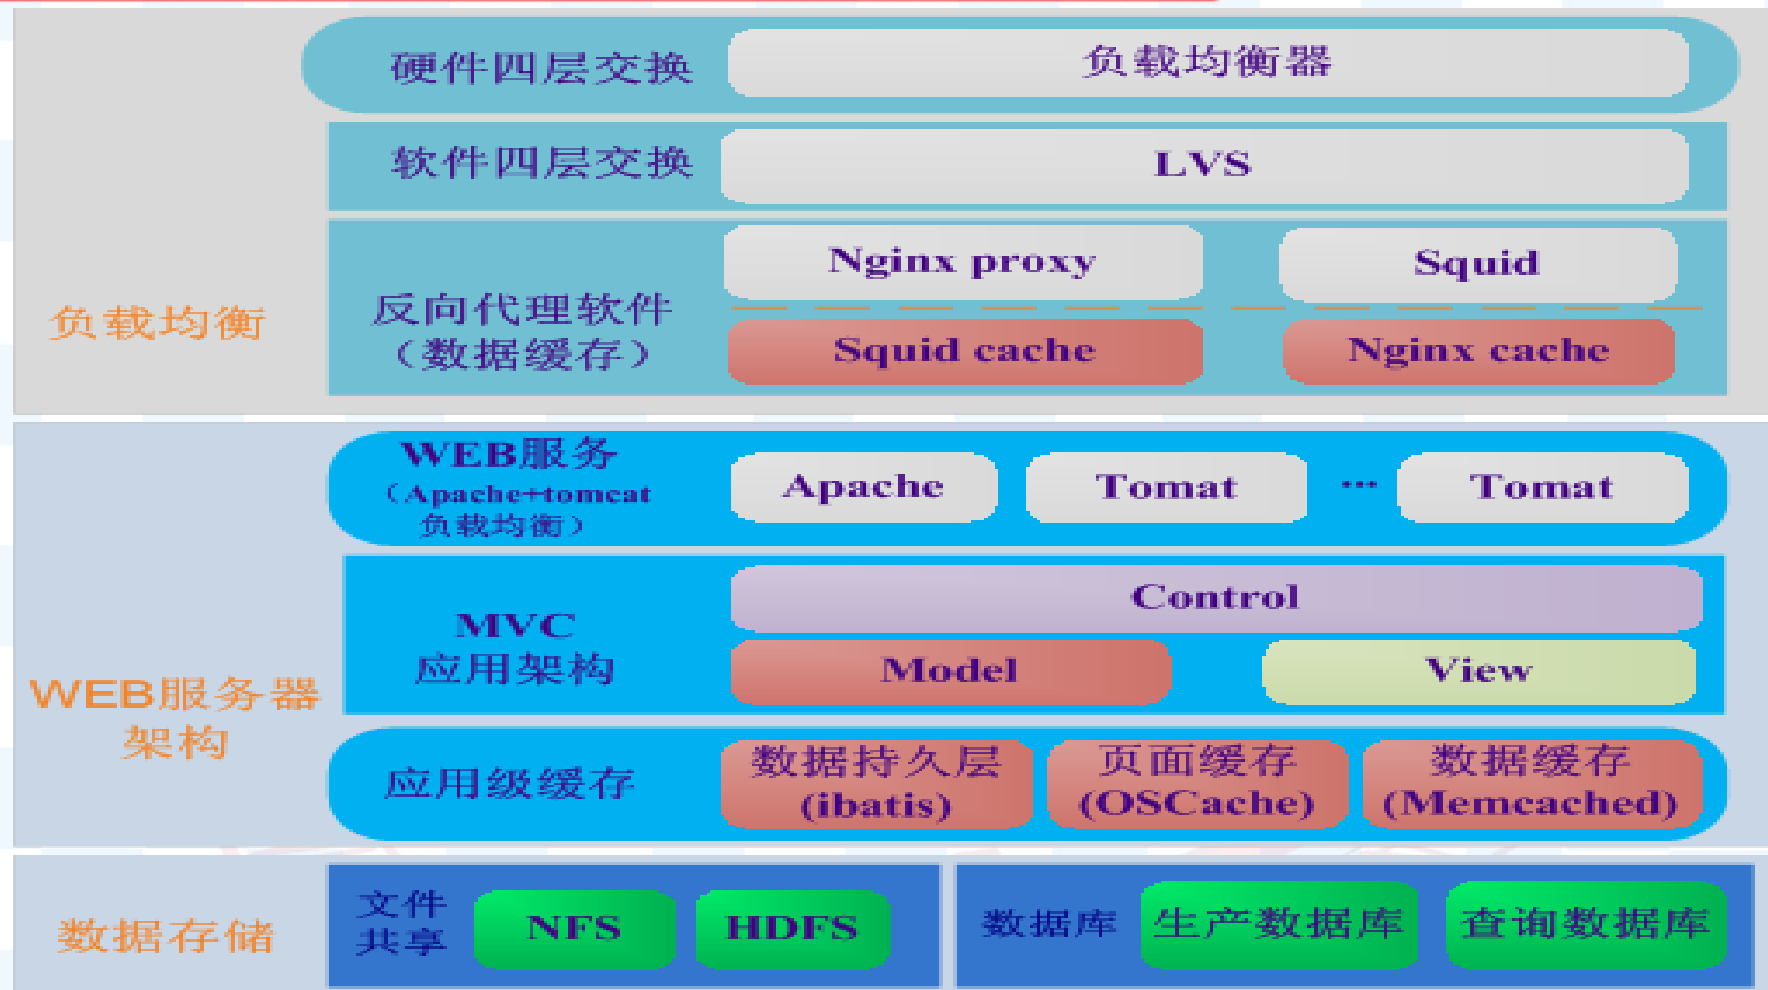 硬件四层交换
负载均衡器
软件四层交换
LVS
负载均衡
反向代理软件
（数据缓存）
Nginx proxy
Squid
Squid cache
Nginx cache
WEB服务
（Apache+tomcat
负载均衡）
Apache
Tomat
...
Tomat
WEB服务器
架构
MVC
应用架构
Control
Model
View
应用级缓存
数据持久层
(ibatis)
页面缓存
(OSCache)
数据缓存
(Memcached)
数据存储
文件
共享
NFS
HDFS
数据库
生产数据库
查询数据库